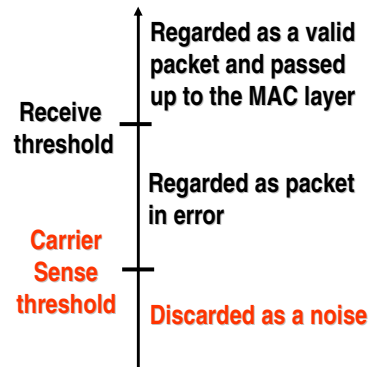 Regarded as a valid
packet and passed
up to the MAC layer
Receive
threshold
Regarded as packet
in error
Carrier
Sense
threshold
Discarded as a noise